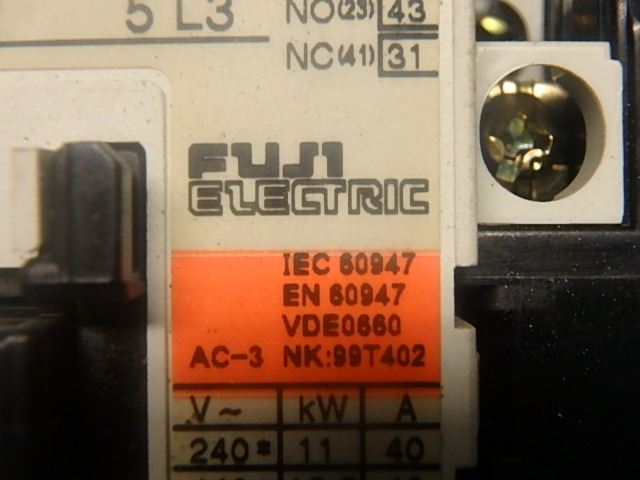 5 L3
NO(23) 43
NC(41) 31
FUJI
ELECTRIC
IEC 60947
EN 60947
VDE0660
AC-3 NK:99T402
V~ kW A
240* 11 40